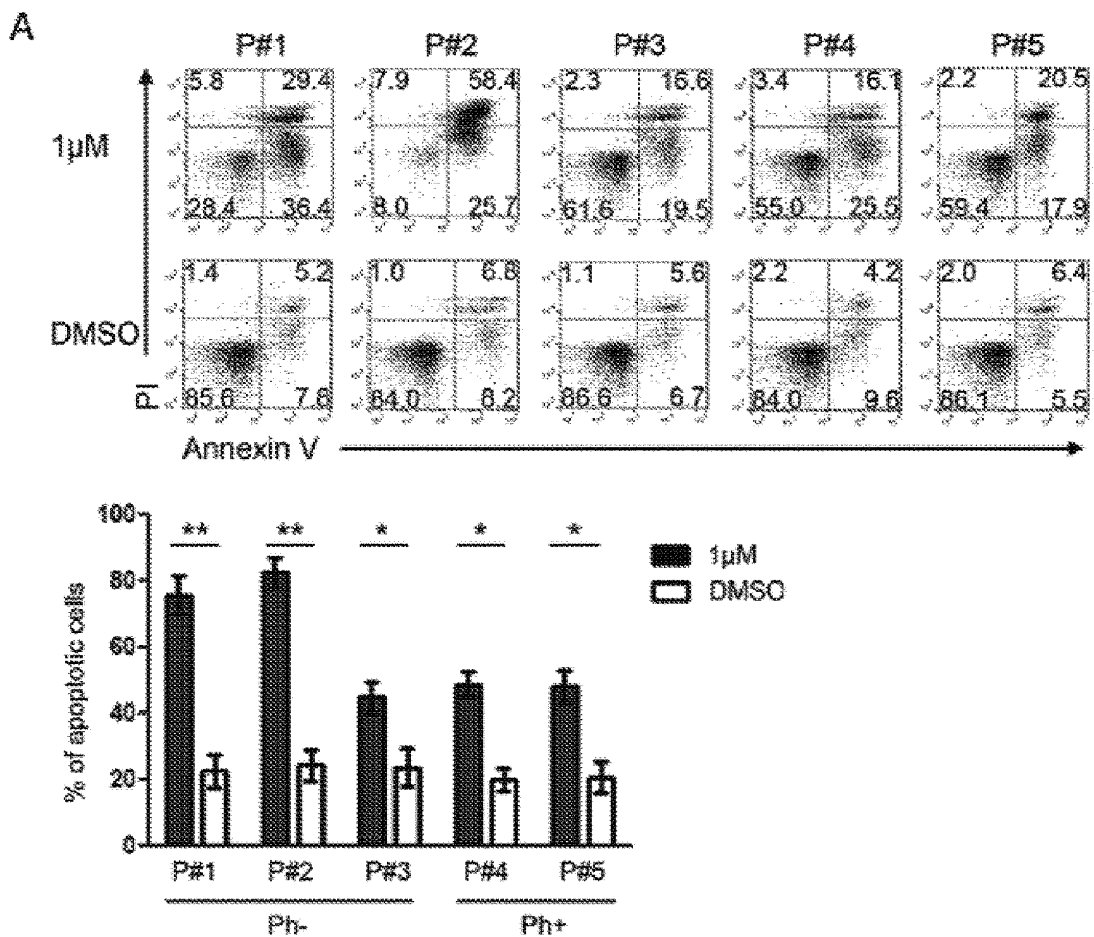 A
P#1 P#2 P#3 P#4 P#5
5.8 29.4 7.9 58.4 2.3 16.6 3.4 16.1 2.2 20.5
1µM
28.4 36.4 8.0 25.7 61.6 19.5 55.0 25.5 59.4 17.9
1.4 5.2 1.0 6.8 1.1 5.6 2.2 4.2 2.0 6.4
DMSO
PI
85.6 7.8 84.0 8.2 86.6 6.7 84.0 9.6 86.1 5.5
Annexin V
100
** ** * * *
80
60
40
20
0
% of apoptotic cells
1µM
DMSO
P#1 P#2 P#3 P#4 P#5
Ph- Ph+